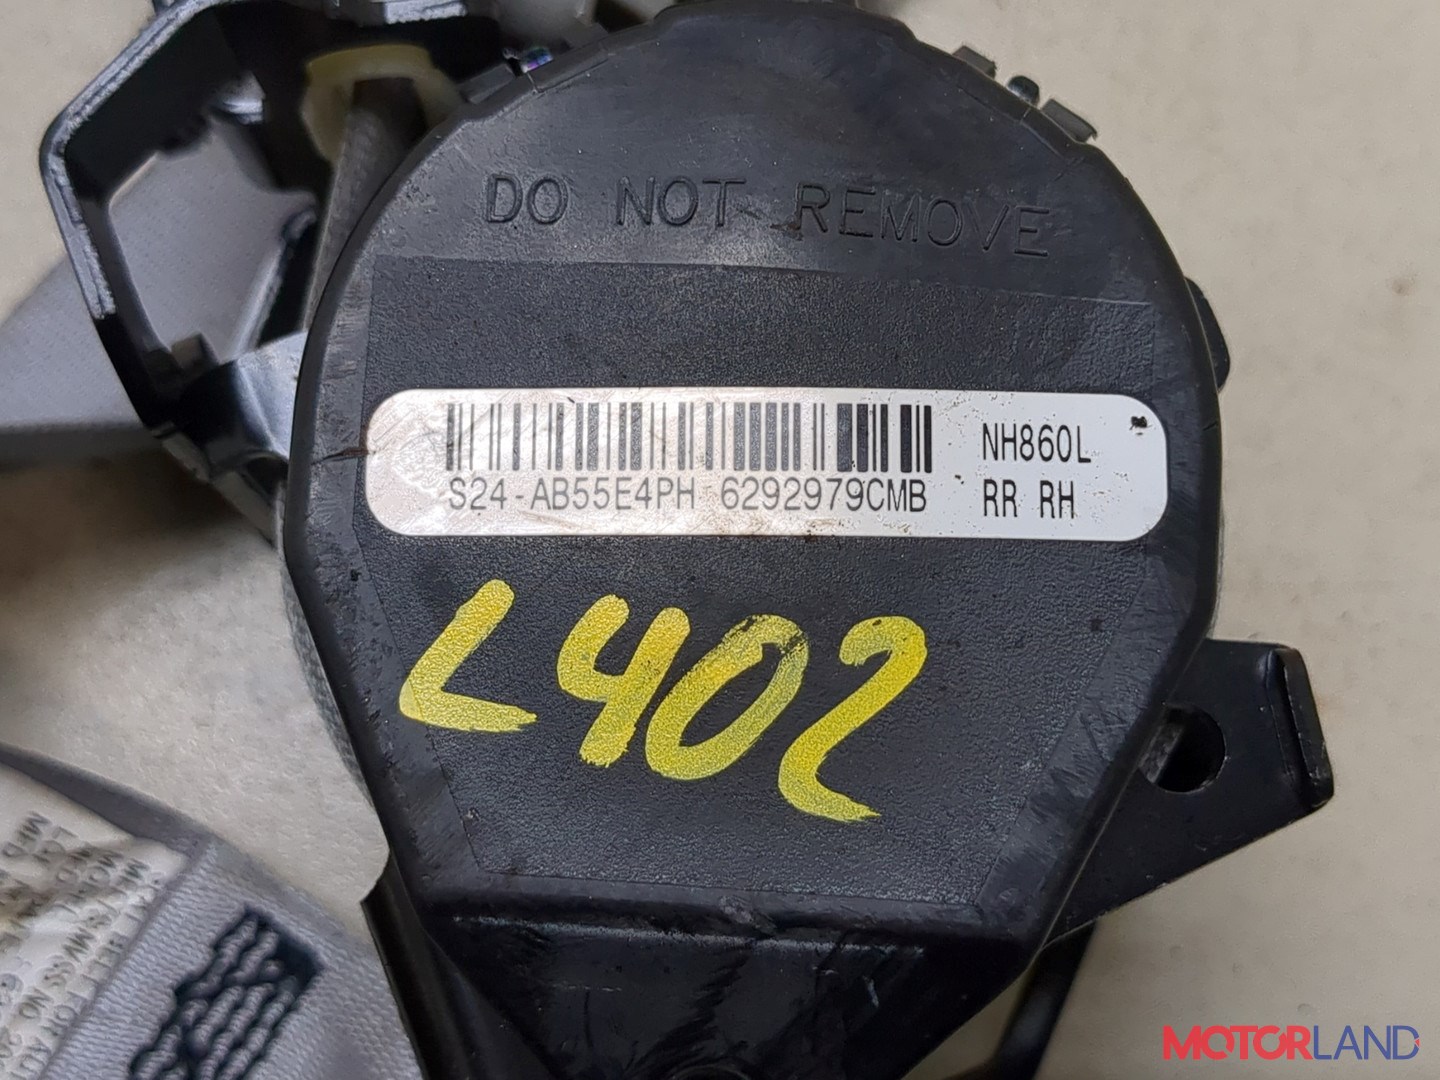 DO NOT REMOVE
S24-AB55E4PH 6292979CMB
NH860L
RR RH
L402
MOTORLAND